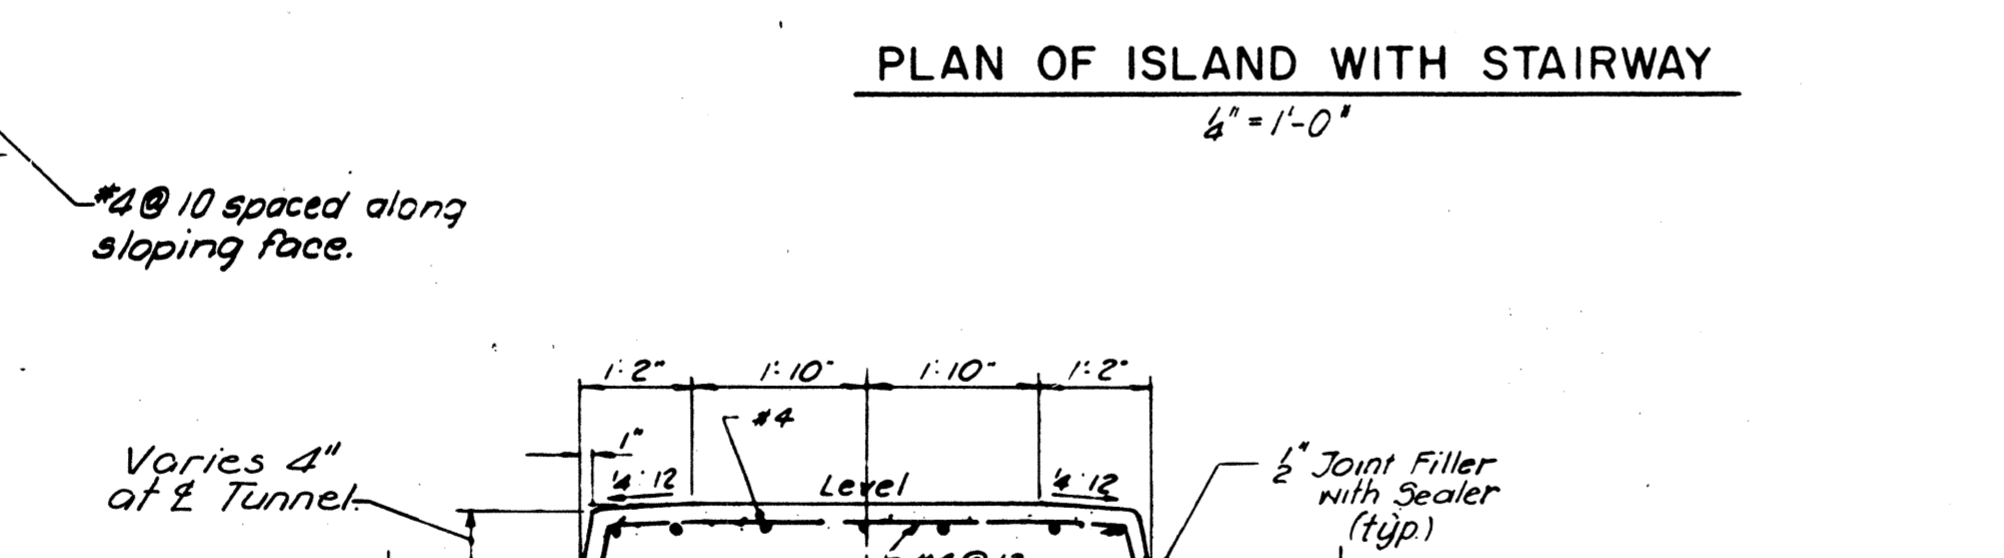 PLAN OF ISLAND WITH STAIRWAY
1/4" = 1'-0"
#4 @ 10 spaced along
sloping face.
1'-2" 1'-10" 1'-10" 1'-2"
#4
1"
1/4:12 Level 1/4:12
Varies 4"
at ℄ Tunnel
1/2" Joint Filler
with Sealer
(typ.)
#4@12